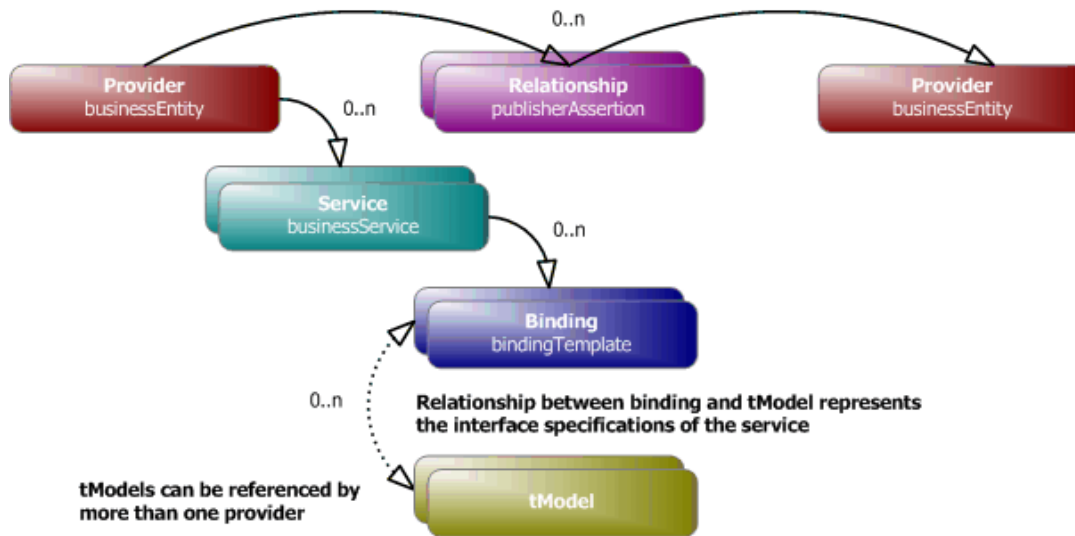 0..n
Provider
businessEntity
Relationship
publisherAssertion
Provider
businessEntity
0..n
Service
businessService
0..n
Binding
bindingTemplate
0..n
Relationship between binding and tModel represents
the interface specifications of the service
tModels can be referenced by
more than one provider
tModel